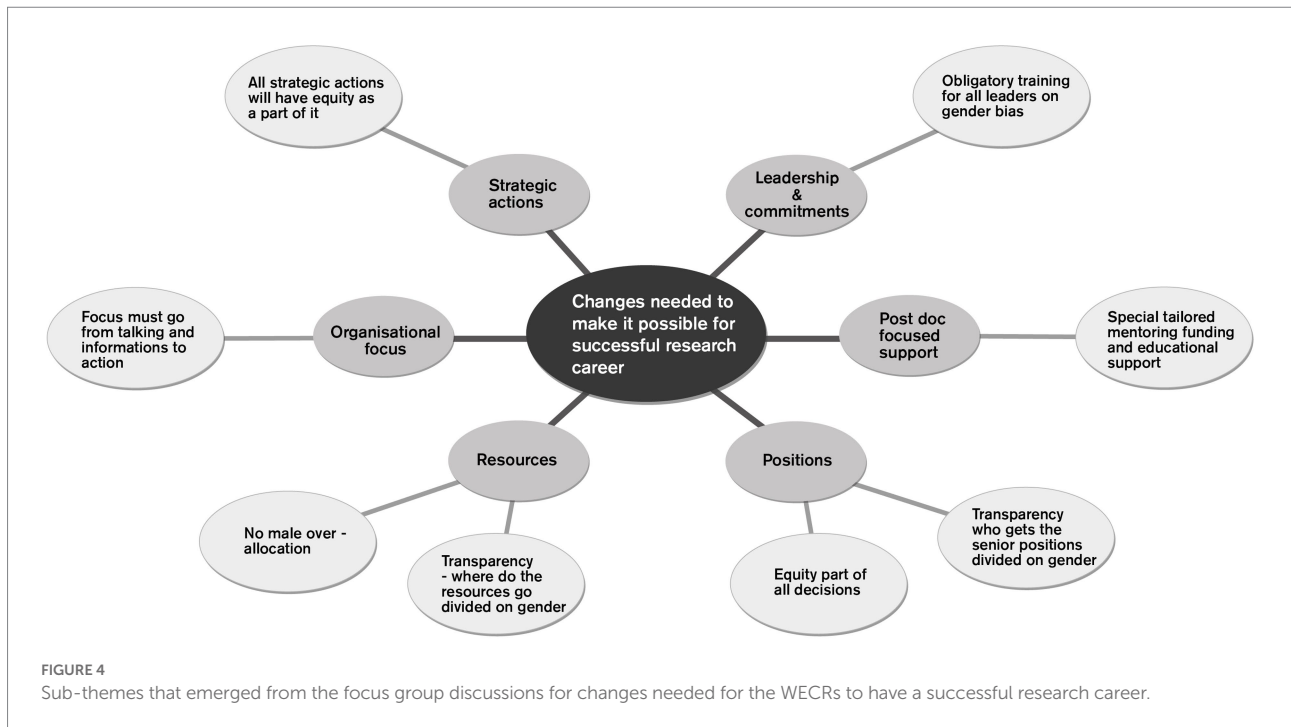 All strategic actions
will have equity as
a part of it
Obligatory training
for all leaders on
gender bias
Strategic
actions
Leadership
&
commitments
Focus must go
from talking and
informations to
action
Organisational
focus
Changes needed to
make it possible for
successful research
career
Post doc
focused
support
Special tailored
mentoring funding
and educational
support
Resources
Positions
No male over -
allocation
Transparency
- where do the
resources go
divided on gender
Equity part of
all decisions
Transparency
who gets the
senior positions
divided on gender
FIGURE 4
Sub-themes that emerged from the focus group discussions for changes needed for the WECRs to have a successful research career.